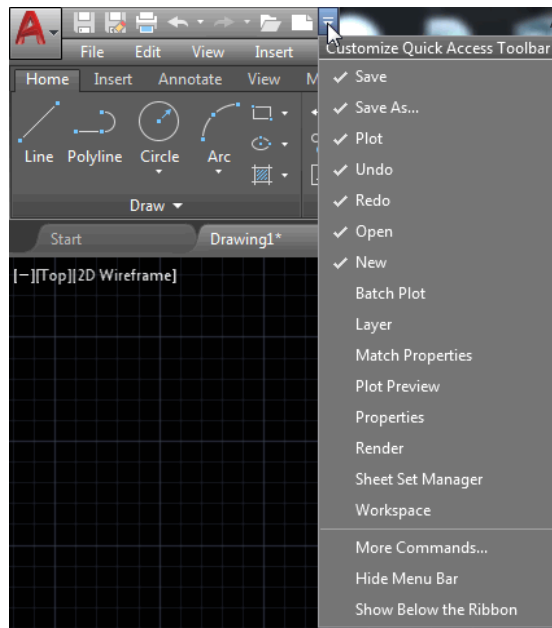 A
File Edit View Insert
Customize Quick Access Toolbar
Home Insert Annotate View M
Save
Save As...
Plot
Undo
Redo
Open
New
Batch Plot
Layer
Match Properties
Plot Preview
Properties
Render
Sheet Set Manager
Workspace
More Commands...
Hide Menu Bar
Show Below the Ribbon
Line Polyline Circle Arc
Draw
Start Drawing1*
[−][Top][2D Wireframe]